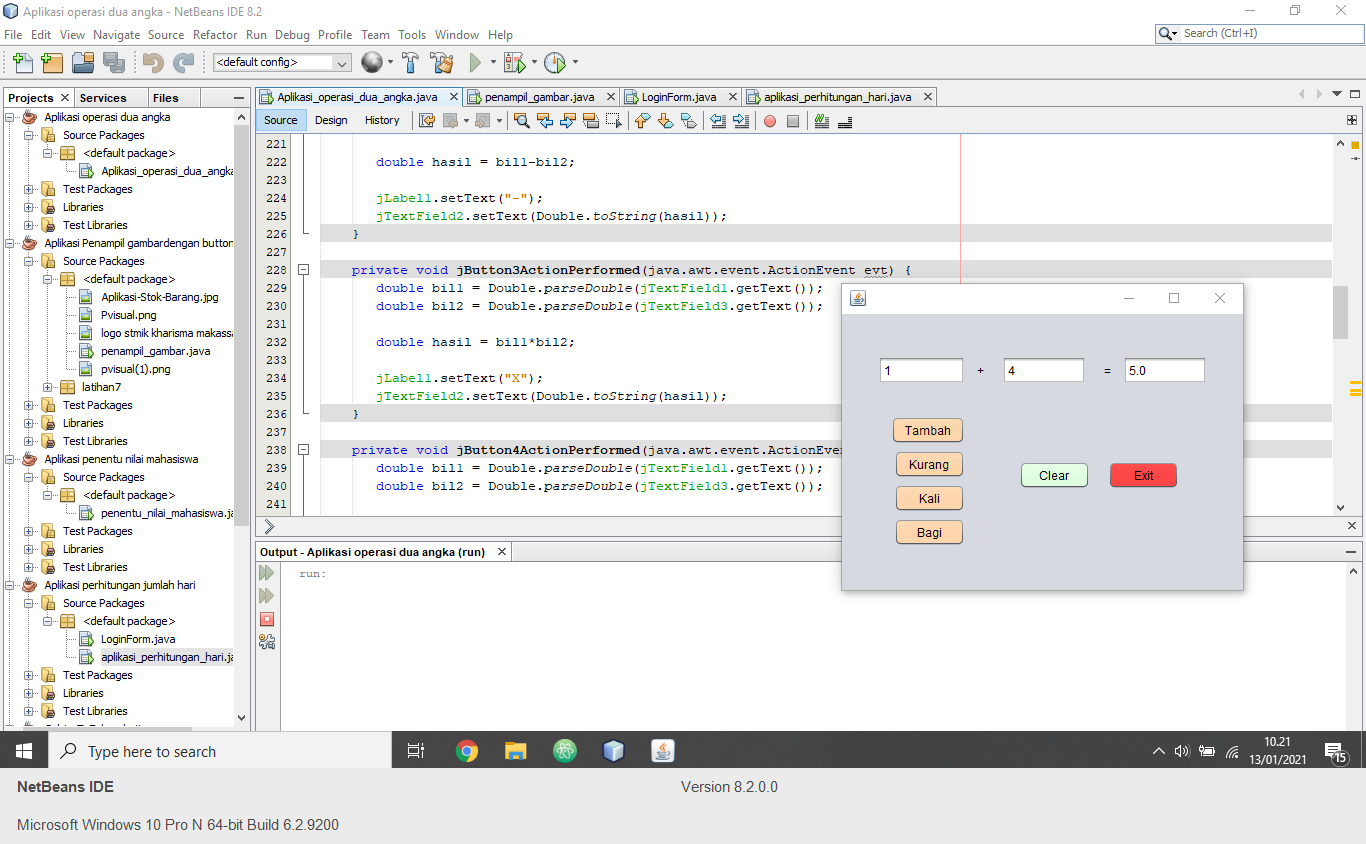 Aplikasi operasi dua angka - NetBeans IDE 8.2
File Edit View Navigate Source Refactor Run Debug Profile Team Tools Window Help
Search (Ctrl+I)
<default config>
Projects Services Files
Aplikasi operasi dua angka
Source Packages
<default package>
Aplikasi_operasi_dua_angka
Test Packages
Libraries
Test Libraries
Aplikasi Penampil gambardengan button
Source Packages
<default package>
Aplikasi-Stok-Barang.jpg
Pvisual.png
logo stmik kharisma makassa
penampil_gambar.java
pvisual(1).png
latihan7
Test Packages
Libraries
Test Libraries
Aplikasi penentu nilai mahasiswa
Source Packages
<default package>
penentu_nilai_mahasiswa.ja
Test Packages
Libraries
Test Libraries
Aplikasi perhitungan jumlah hari
Source Packages
<default package>
LoginForm.java
aplikasi_perhitungan_hari.ja
Test Packages
Libraries
Test Libraries
Aplikasi_operasi_dua_angka.java penampil_gambar.java LoginForm.java aplikasi_perhitungan_hari.java
Source Design History
221
222 double hasil = bil1-bil2;
223
224 jLabel1.setText("-");
225 jTextField2.setText(Double.toString(hasil));
226 }
227
228 private void jButton3ActionPerformed(java.awt.event.ActionEvent evt) {
229 double bil1 = Double.parseDouble(jTextField1.getText());
230 double bil2 = Double.parseDouble(jTextField3.getText());
231
232 double hasil = bil1*bil2;
233
234 jLabel1.setText("X");
235 jTextField2.setText(Double.toString(hasil));
236 }
237
238 private void jButton4ActionPerformed(java.awt.event.ActionEve
239 double bil1 = Double.parseDouble(jTextField1.getText());
240 double bil2 = Double.parseDouble(jTextField3.getText());
241
1 + 4 = 5.0
Tambah
Kurang
Kali
Bagi
Clear Exit
Output - Aplikasi operasi dua angka (run)
run:
Type here to search
10.21
13/01/2021
15
NetBeans IDE Version 8.2.0.0
Microsoft Windows 10 Pro N 64-bit Build 6.2.9200